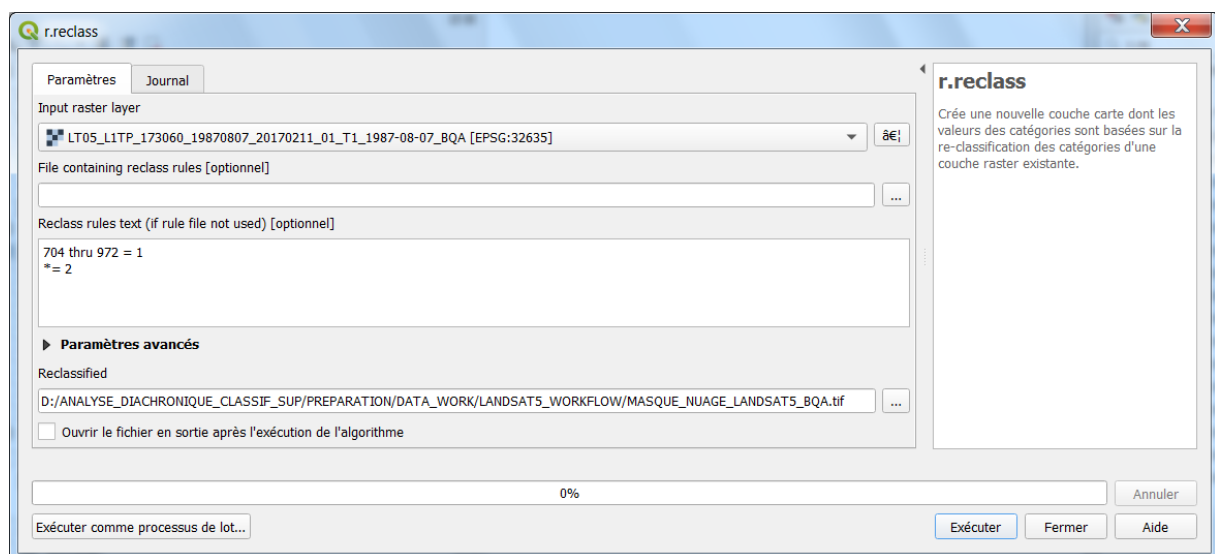 r.reclass
Paramètres
Journal
Input raster layer
LT05_L1TP_173060_19870807_20170211_01_T1_1987-08-07_BQA [EPSG:32635]
â€¦
File containing reclass rules [optionnel]
...
Reclass rules text (if rule file not used) [optionnel]
704 thru 972 = 1
*= 2
Paramètres avancés
Reclassified
D:/ANALYSE_DIACHRONIQUE_CLASSIF_SUP/PREPARATION/DATA_WORK/LANDSAT5_WORKFLOW/MASQUE_NUAGE_LANDSAT5_BQA.tif
...
Ouvrir le fichier en sortie après l'exécution de l'algorithme
r.reclass
Crée une nouvelle couche carte dont les
valeurs des catégories sont basées sur la
re-classification des catégories d'une
couche raster existante.
0%
Annuler
Exécuter comme processus de lot...
Exécuter
Fermer
Aide